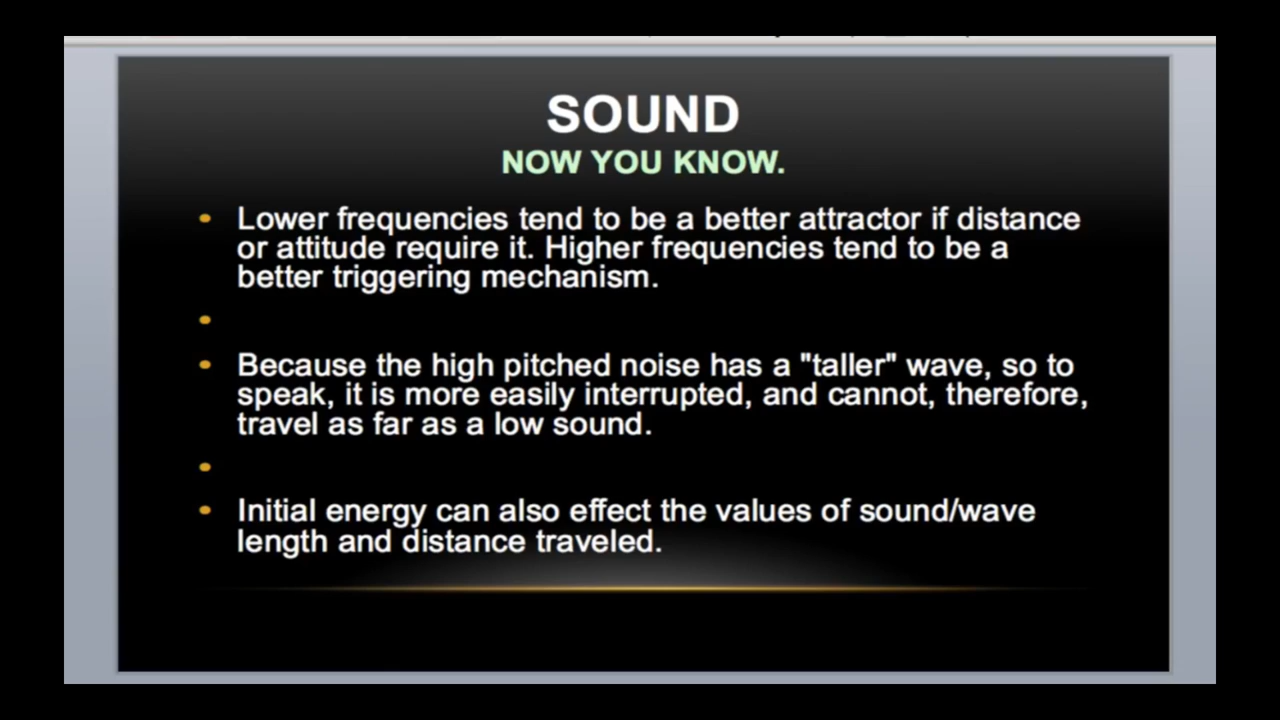 SOUND
NOW YOU KNOW.
Lower frequencies tend to be a better attractor if distance
or attitude require it. Higher frequencies tend to be a
better triggering mechanism.
Because the high pitched noise has a "taller" wave, so to
speak, it is more easily interrupted, and cannot, therefore,
travel as far as a low sound.
Initial energy can also effect the values of sound/wave
length and distance traveled.